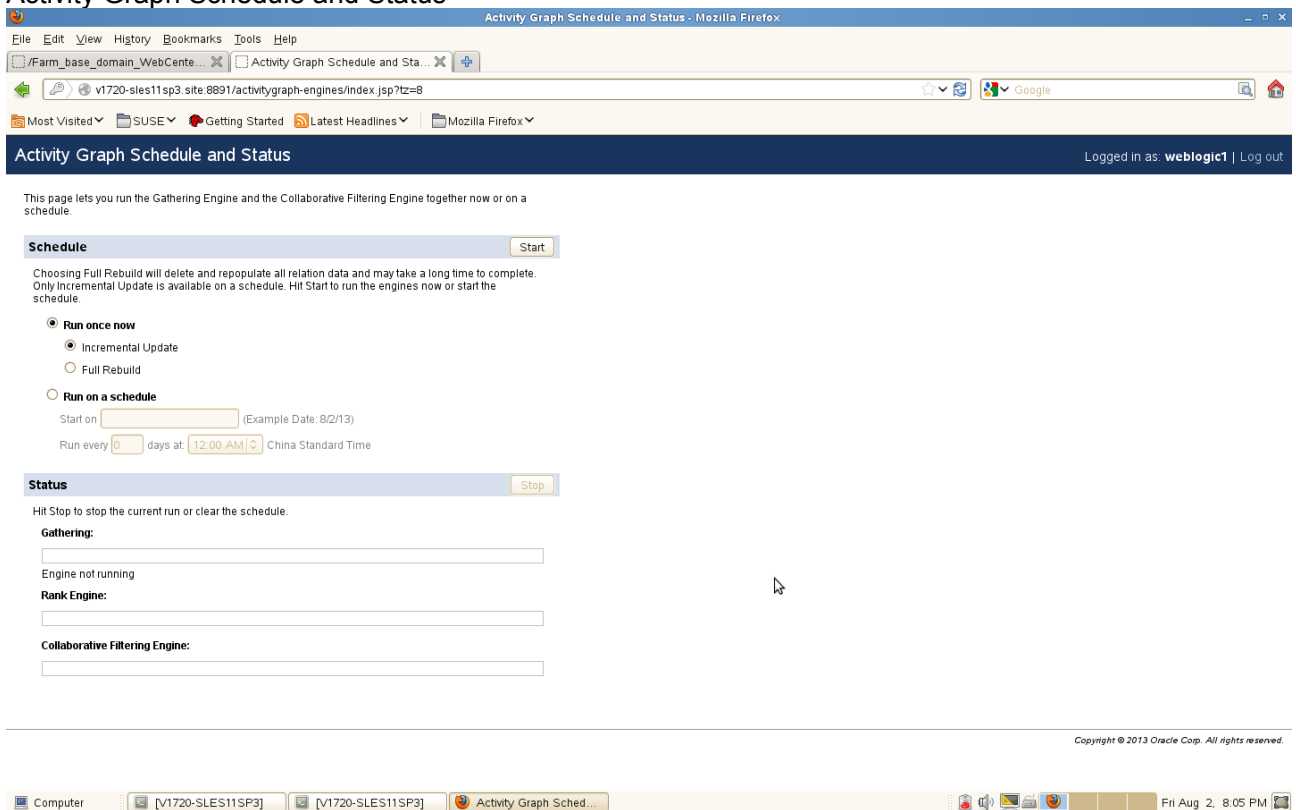 Activity Graph Schedule and Status
Activity Graph Schedule and Status - Mozilla Firefox
File Edit View History Bookmarks Tools Help
/Farm_base_domain_WebCente... Activity Graph Schedule and Sta...
v1720-sles11sp3.site:8891/activitygraph-engines/index.jsp?tz=8 Google
Most Visited SUSE Getting Started Latest Headlines Mozilla Firefox
Activity Graph Schedule and Status Logged in as: weblogic1 | Log out
This page lets you run the Gathering Engine and the Collaborative Filtering Engine together now or on a
schedule.
Schedule Start
Choosing Full Rebuild will delete and repopulate all relation data and may take a long time to complete.
Only Incremental Update is available on a schedule. Hit Start to run the engines now or start the
schedule.
Run once now
Incremental Update
Full Rebuild
Run on a schedule
Start on (Example Date: 8/2/13)
Run every 0 days at: 12:00 AM China Standard Time
Status Stop
Hit Stop to stop the current run or clear the schedule.
Gathering:
Engine not running
Rank Engine:
Collaborative Filtering Engine:
Copyright © 2013 Oracle Corp. All rights reserved.
Computer [V1720-SLES11SP3] [V1720-SLES11SP3] Activity Graph Sched... Fri Aug 2, 8:05 PM